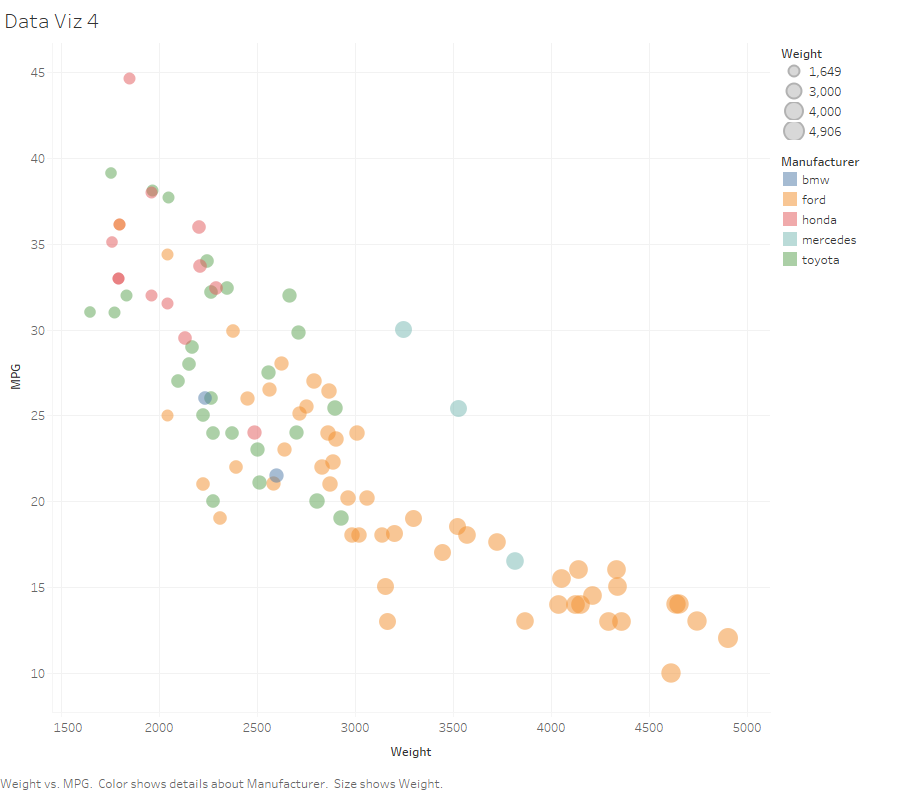 Data Viz 4
Weight
1,649
3,000
4,000
4,906
Manufacturer
bmw
ford
honda
mercedes
toyota
45
40
35
30
25
20
15
10
MPG
1500 2000 2500 3000 3500 4000 4500 5000
Weight
Weight vs. MPG. Color shows details about Manufacturer. Size shows Weight.